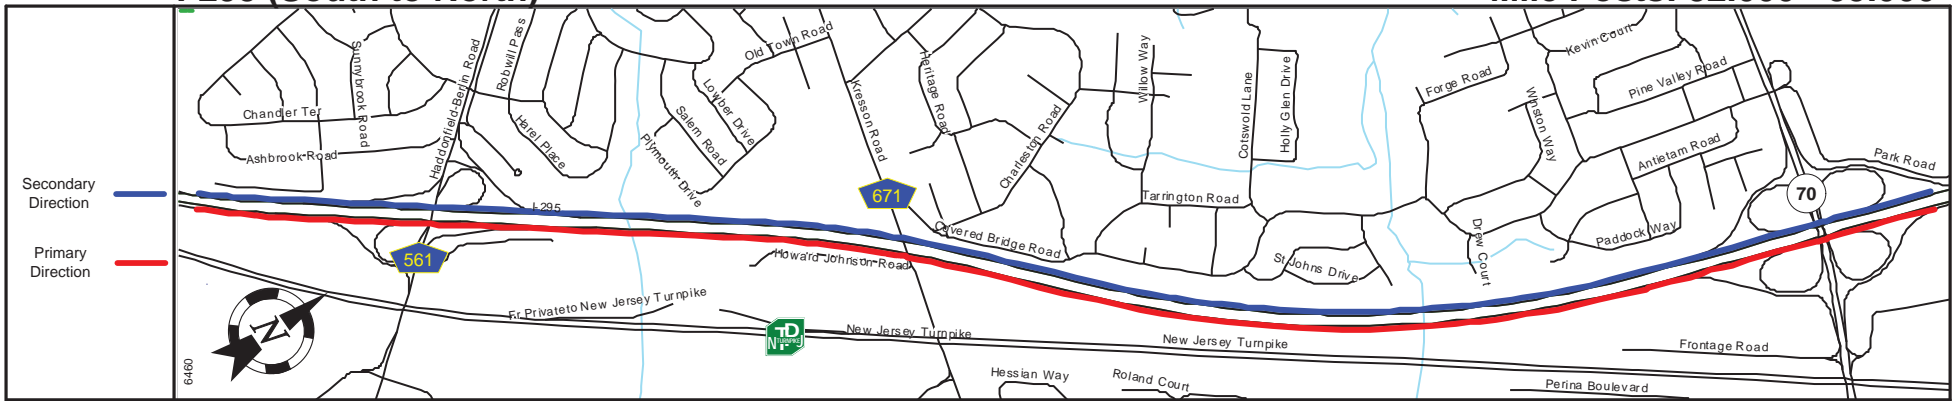 Secondary
Direction
Primary
Direction
Chandler Ter
Sunnybrook Road
Ashbrook Road
Haddonfield-Berlin Road
Robwill Pass
Harel Place
Old Town Road
Lowber Drive
Salem Road
Plymouth Drive
Kresson Road
Heritage Road
Charleston Road
Willow Way
Cotswold Lane
Holly Glen Drive
Forge Road
Kevin Court
Pine Valley Road
Winston Way
Antietam Road
Park Road
I-295
561
671
70
Tarrington Road
Covered Bridge Road
Howard Johnson Road
St Johns Drive
Drew Court
Paddock Way
Fr Privateto New Jersey Turnpike
New Jersey Turnpike
New Jersey Turnpike
Frontage Road
Hessian Way
Roland Court
Perina Boulevard
N
TURNPIKE
6460